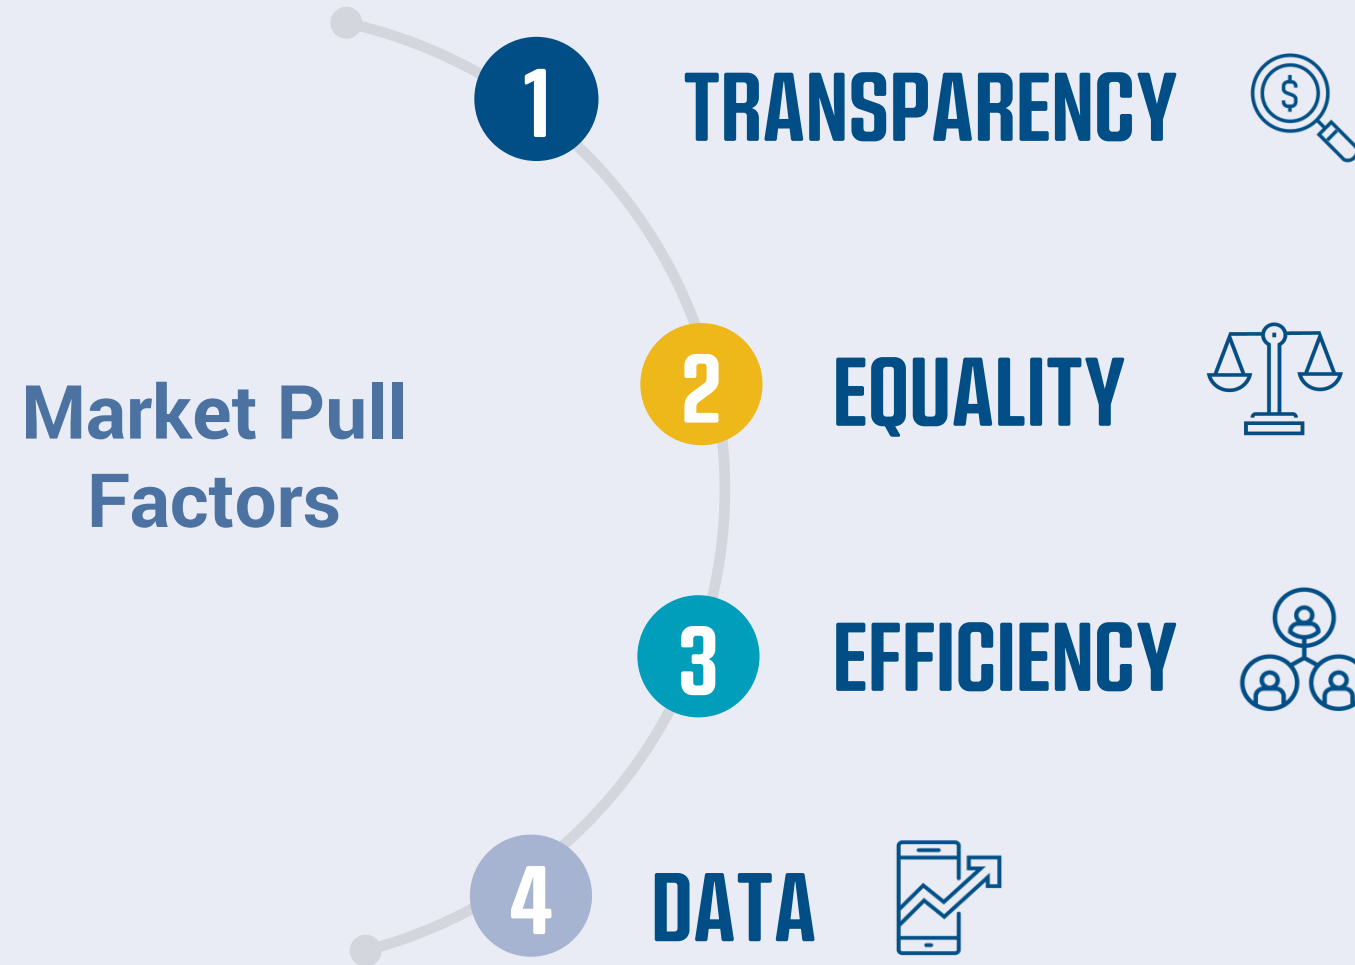 Market Pull
Factors
1 TRANSPARENCY
$
2 EQUALITY
3 EFFICIENCY
4 DATA